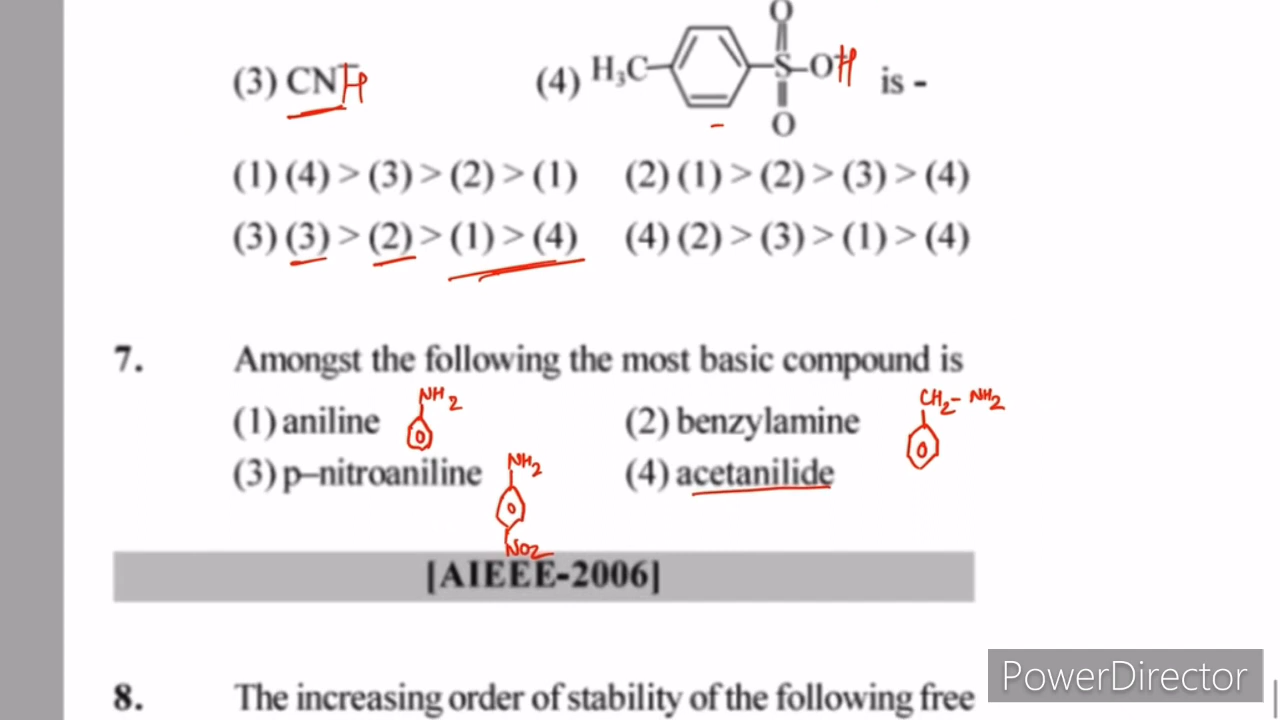 O
(3) CN⁻ H (4) H₃C S OH is -
O
(1) (4) > (3) > (2) > (1) (2) (1) > (2) > (3) > (4)
(3) (3) > (2) > (1) > (4) (4) (2) > (3) > (1) > (4)
7. Amongst the following the most basic compound is
NH2 CH2- NH2
(1) aniline (2) benzylamine
NH2
(3) p–nitroaniline (4) acetanilide
NO2
[AIEEE-2006]
PowerDirector
8. The increasing order of stability of the following free